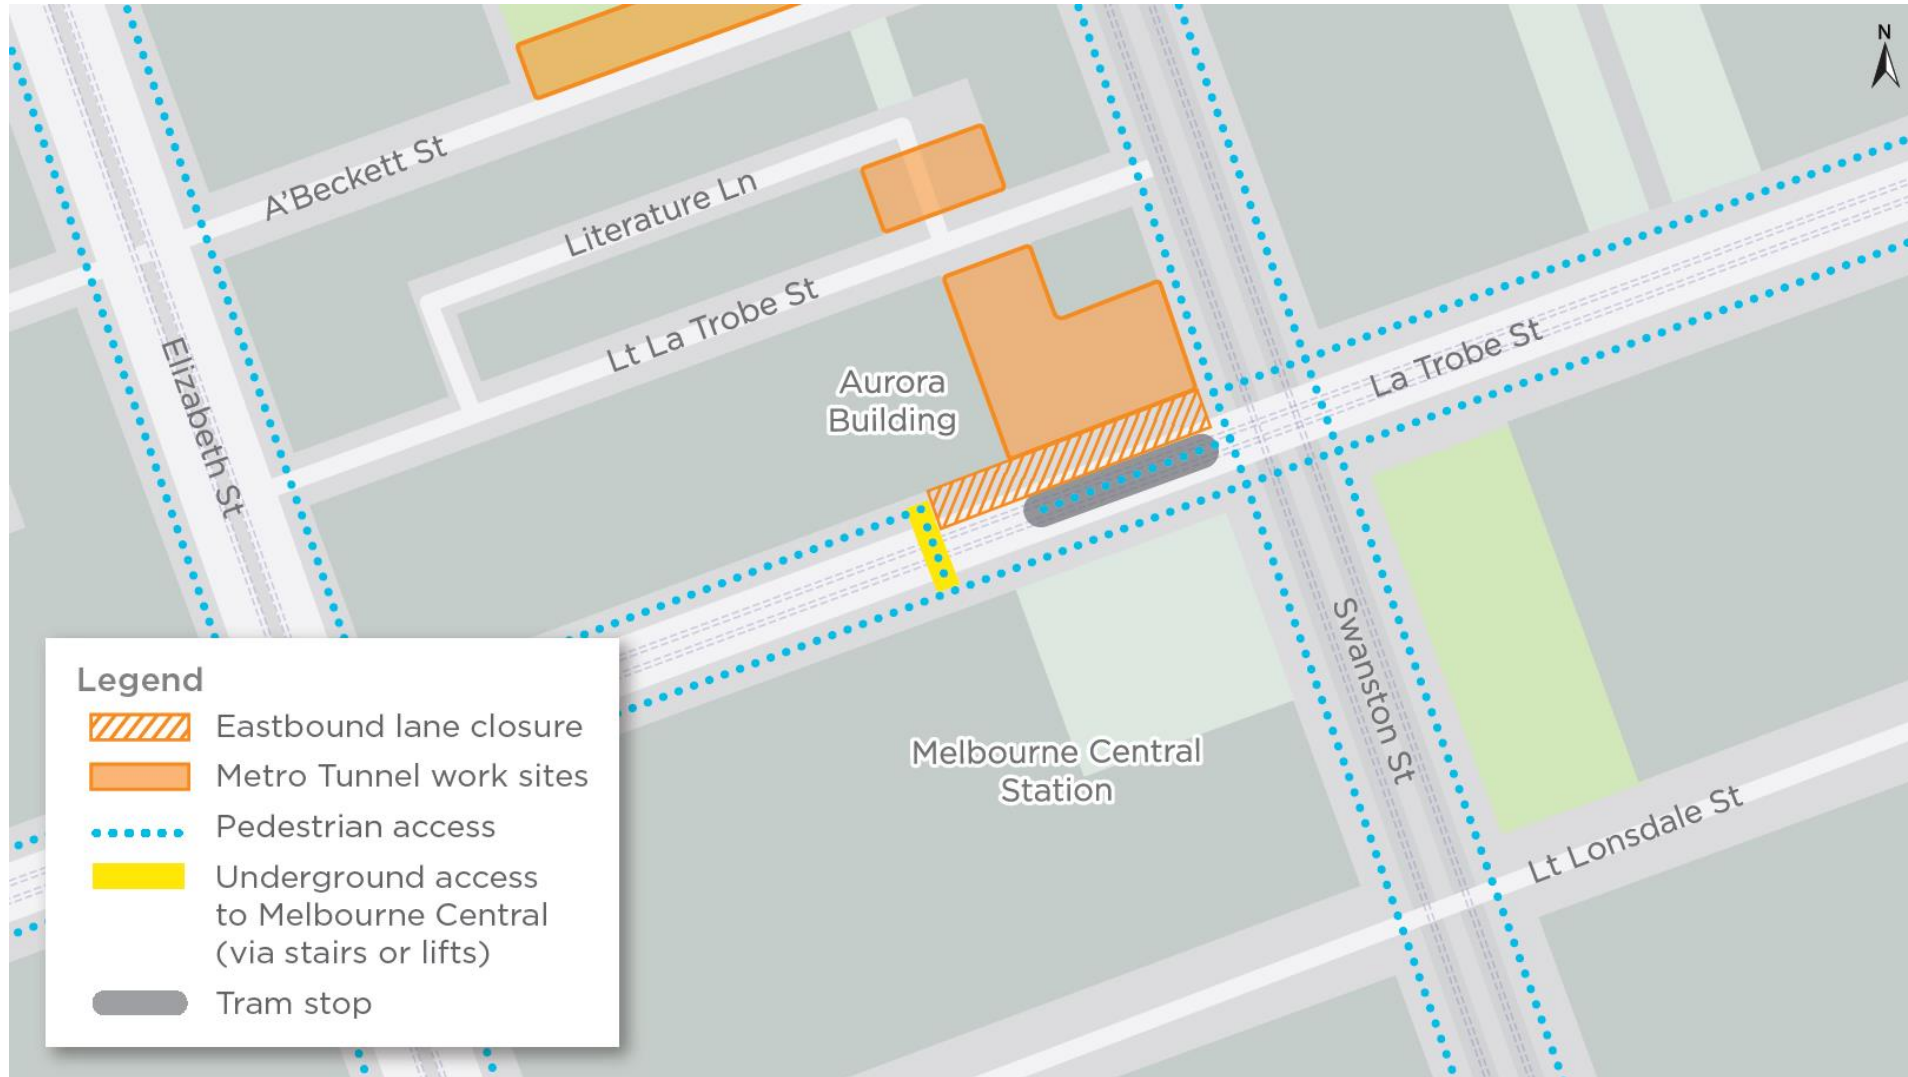 N
A'Beckett St
Literature Ln
Lt La Trobe St
Elizabeth St
Aurora
Building
La Trobe St
Swanston St
Melbourne Central
Station
Lt Lonsdale St
Legend
Eastbound lane closure
Metro Tunnel work sites
Pedestrian access
Underground access
to Melbourne Central
(via stairs or lifts)
Tram stop